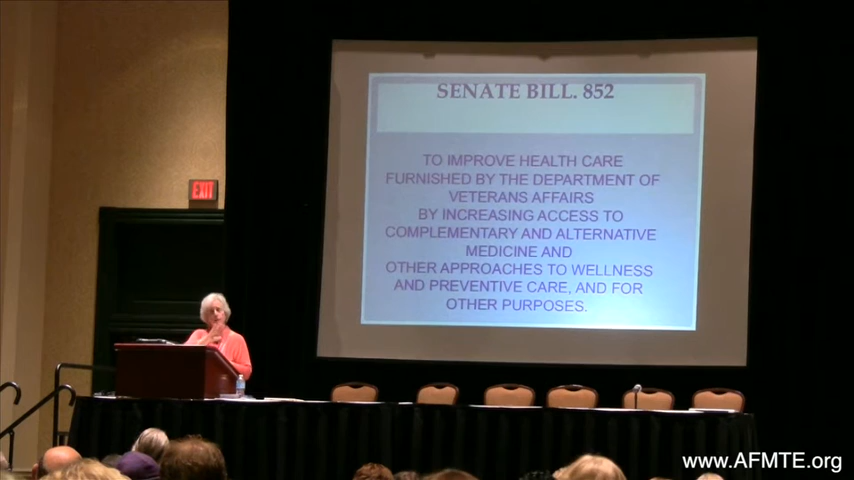 SENATE BILL. 852
TO IMPROVE HEALTH CARE
FURNISHED BY THE DEPARTMENT OF
VETERANS AFFAIRS
BY INCREASING ACCESS TO
COMPLEMENTARY AND ALTERNATIVE
MEDICINE AND
OTHER APPROACHES TO WELLNESS
AND PREVENTIVE CARE, AND FOR
OTHER PURPOSES.
EXIT
www.AFMTE.org